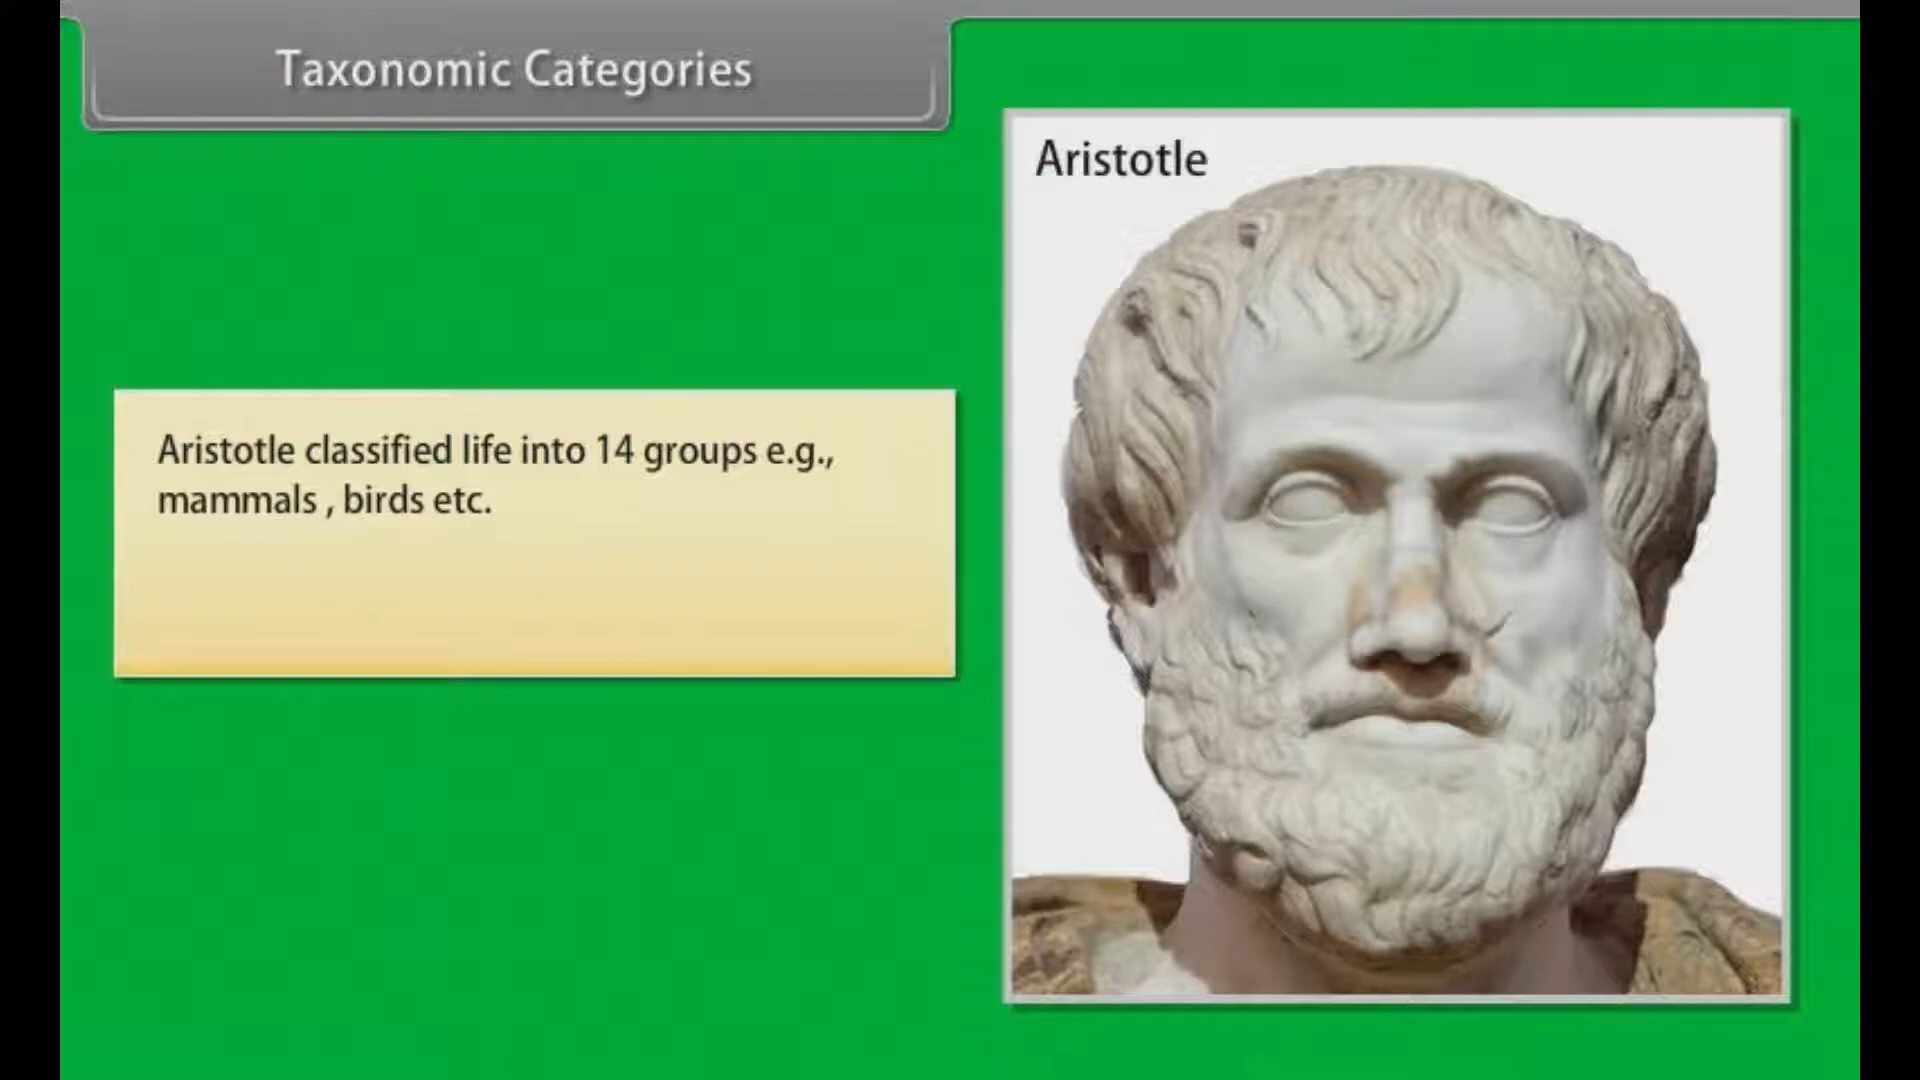 Taxonomic Categories
Aristotle
Aristotle classified life into 14 groups e.g.,
mammals , birds etc.